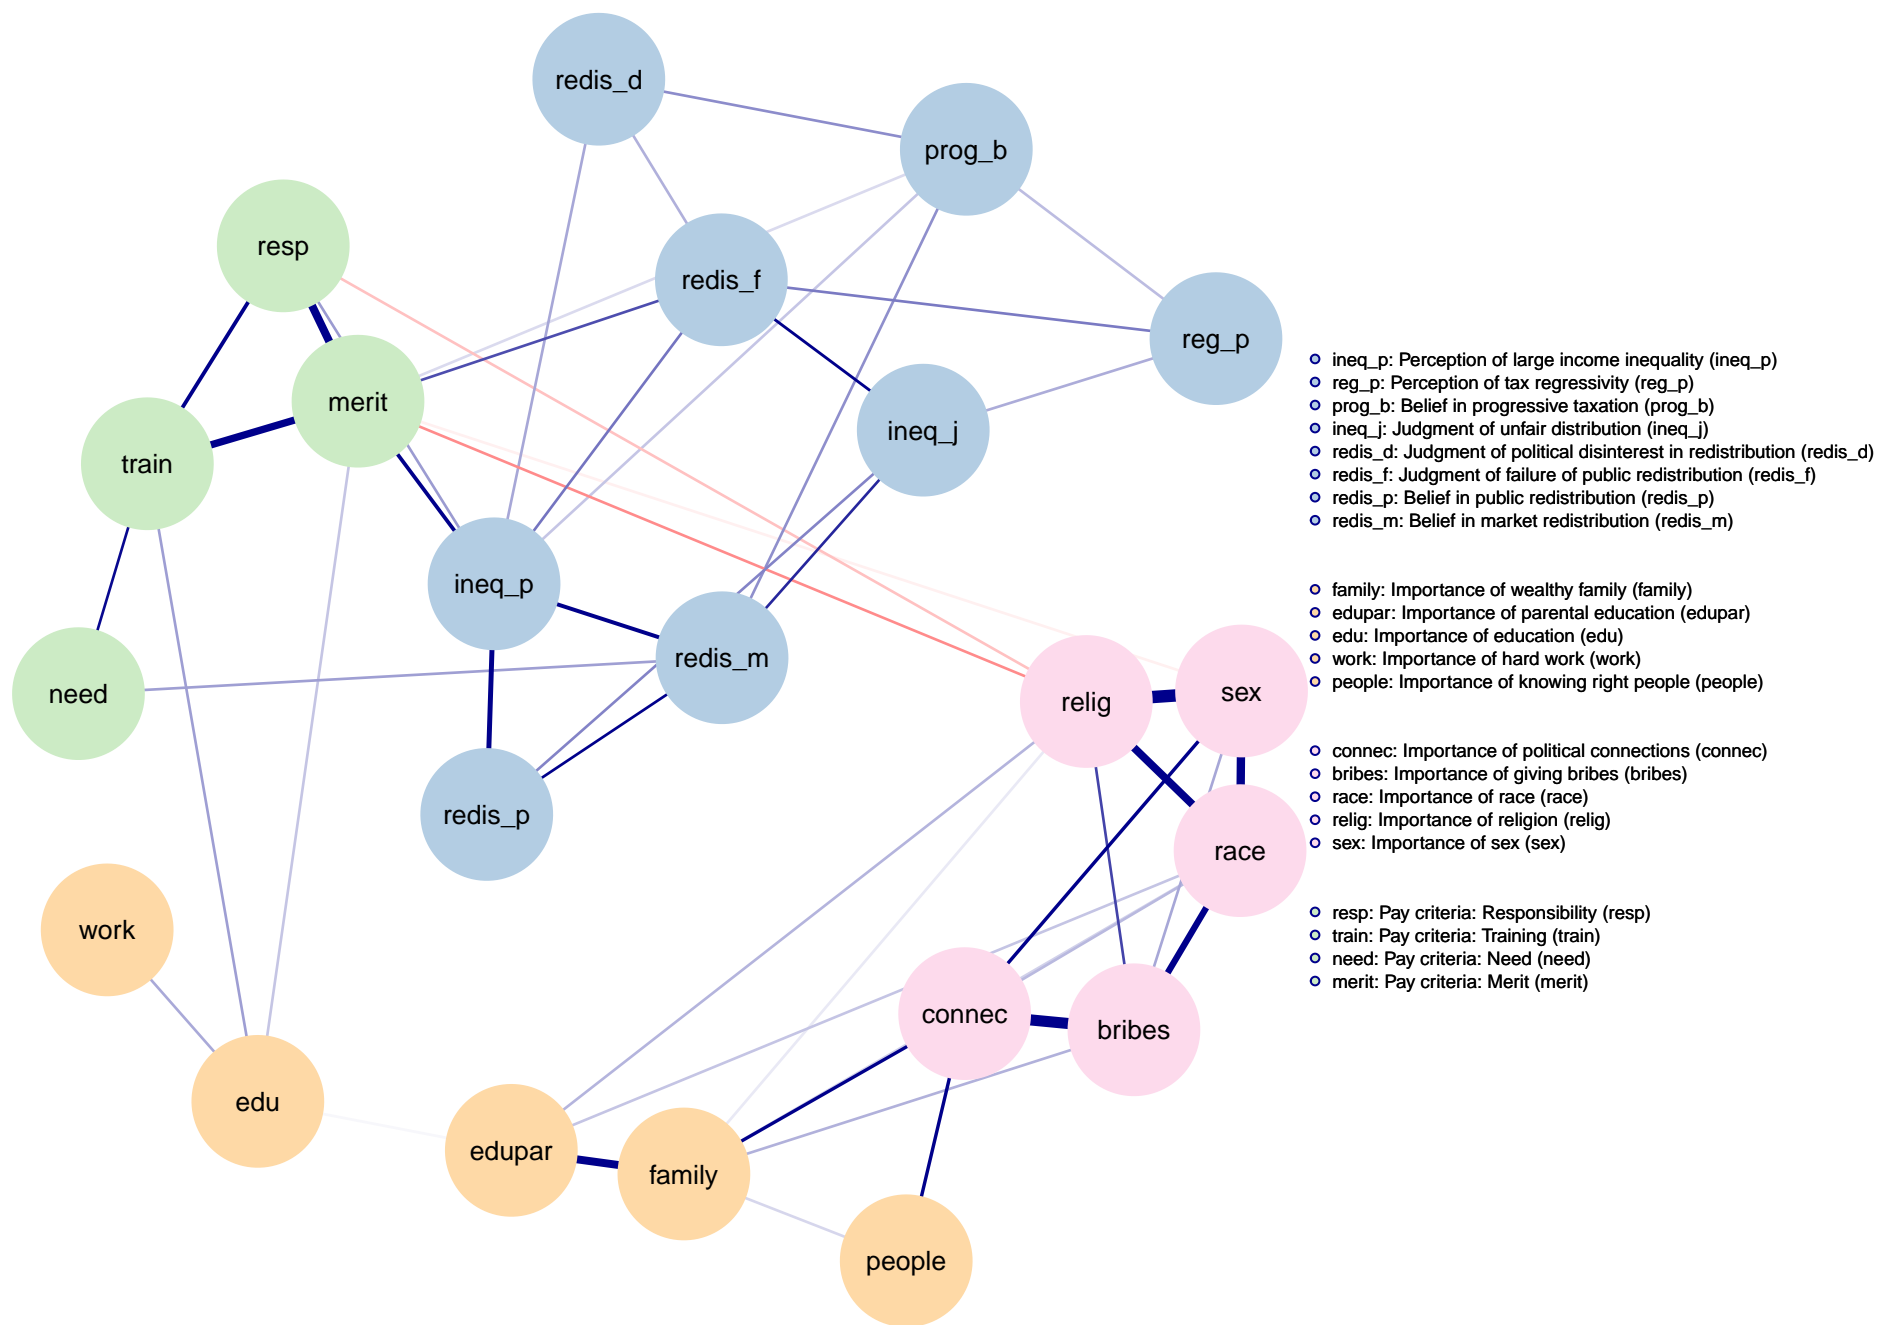 redis_d
prog_b
resp
redis_f
reg_p
merit
ineq_j
train
ineq_p
redis_m
need
relig
sex
redis_p
race
work
connec
bribes
edu
edupar
family
people
ineq_p: Perception of large income inequality (ineq_p)
reg_p: Perception of tax regressivity (reg_p)
prog_b: Belief in progressive taxation (prog_b)
ineq_j: Judgment of unfair distribution (ineq_j)
redis_d: Judgment of political disinterest in redistribution (redis_d)
redis_f: Judgment of failure of public redistribution (redis_f)
redis_p: Belief in public redistribution (redis_p)
redis_m: Belief in market redistribution (redis_m)
family: Importance of wealthy family (family)
edupar: Importance of parental education (edupar)
edu: Importance of education (edu)
work: Importance of hard work (work)
people: Importance of knowing right people (people)
connec: Importance of political connections (connec)
bribes: Importance of giving bribes (bribes)
race: Importance of race (race)
relig: Importance of religion (relig)
sex: Importance of sex (sex)
resp: Pay criteria: Responsibility (resp)
train: Pay criteria: Training (train)
need: Pay criteria: Need (need)
merit: Pay criteria: Merit (merit)